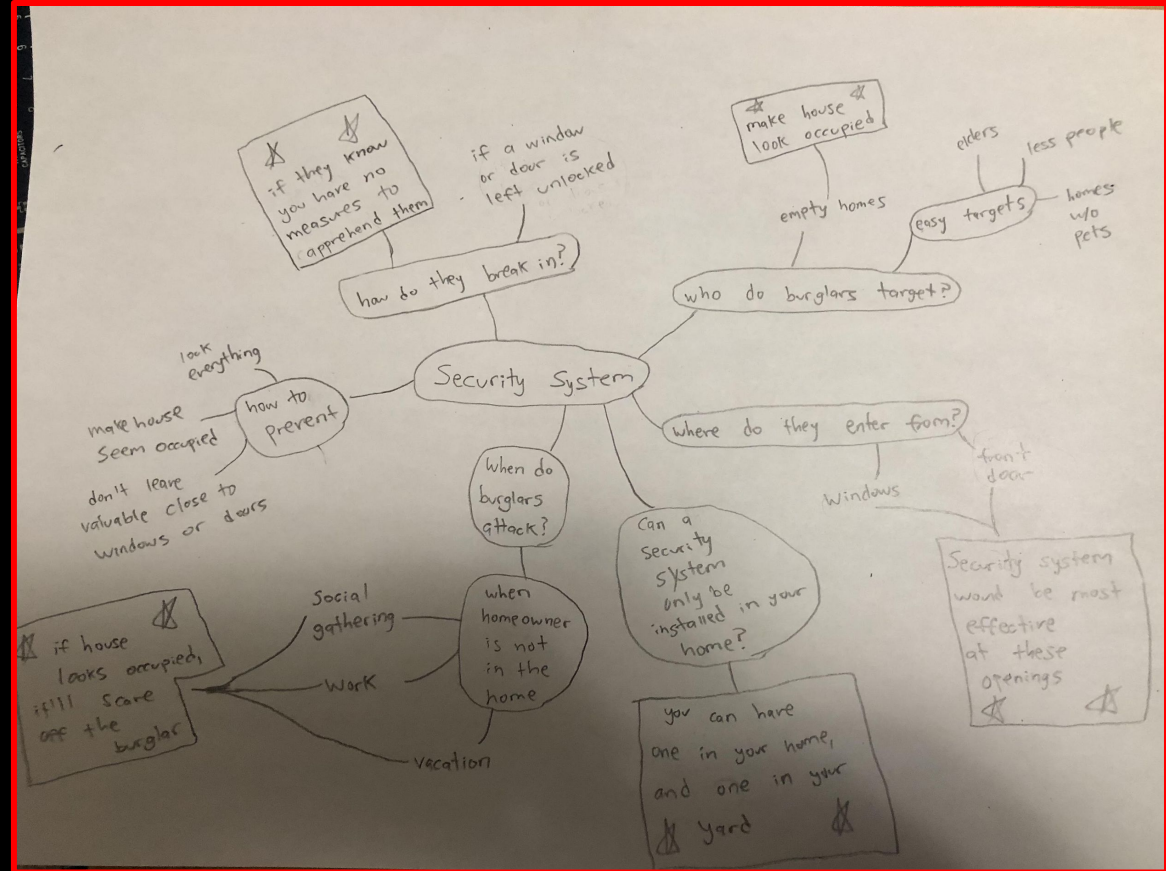 if they know
you have no
measures to
apprehend them
if a window
or door is
left unlocked
how do they break in?
make house
look occupied
empty homes
elders
less people
easy targets
homes
w/o
pets
who do burglars target?
Security System
look
everything
make house
seem occupied
don't leave
valuable close to
windows or doors
how to
prevent
where do they enter from?
windows
front
door
Security system
would be most
effective
at these
openings
When do
burglars
attack?
when
homeowner
is not
in the
home
Social
gathering
work
vacation
if house
looks occupied,
it'll scare
off the
burglar
Can a
security
system
only be
installed in your
home?
you can have
one in your home,
and one in your
yard